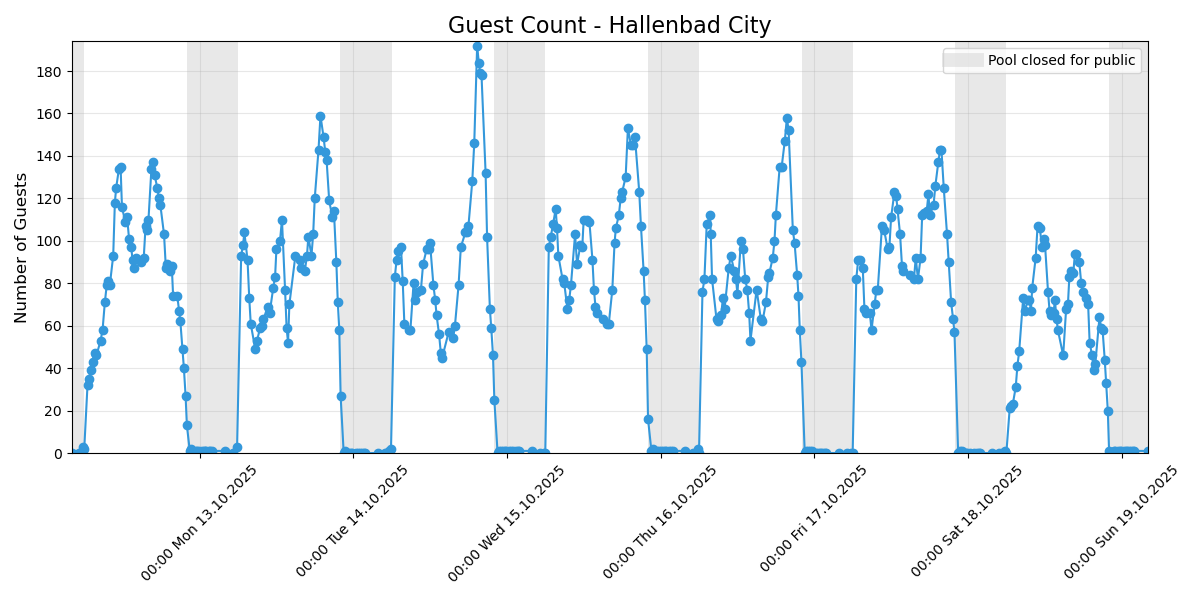 Guest Count - Hallenbad City
Pool closed for public
Number of Guests
180
160
140
120
100
80
60
40
20
0
00:00 Mon 13.10.2025
00:00 Tue 14.10.2025
00:00 Wed 15.10.2025
00:00 Thu 16.10.2025
00:00 Fri 17.10.2025
00:00 Sat 18.10.2025
00:00 Sun 19.10.2025